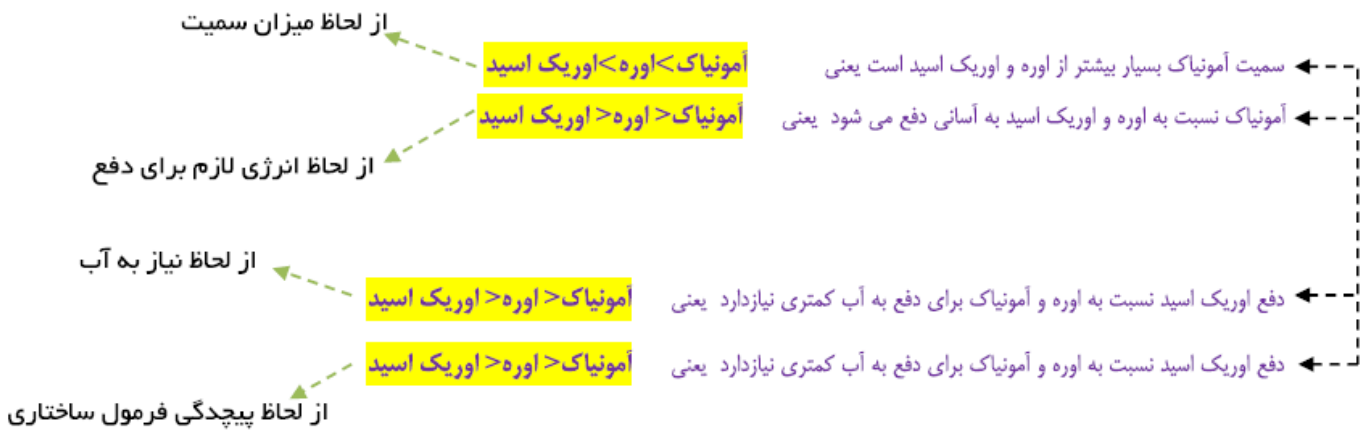 از لحاظ میزان سمیت
سمیت آمونیاک بسیار بیشتر از اوره و اوریک اسید است یعنی آمونیاک>اوره>اوریک اسید
آمونیاک نسبت به اوره و اوریک اسید به آسانی دفع می شود یعنی آمونیاک< اوره< اوریک اسید
از لحاظ انرژی لازم برای دفع
از لحاظ نیاز به آب
دفع اوریک اسید نسبت به اوره و آمونیاک برای دفع به آب کمتری نیازدارد یعنی آمونیاک< اوره< اوریک اسید
دفع اوریک اسید نسبت به اوره و آمونیاک برای دفع به آب کمتری نیازدارد یعنی آمونیاک< اوره< اوریک اسید
از لحاظ پیچدگی فرمول ساختاری